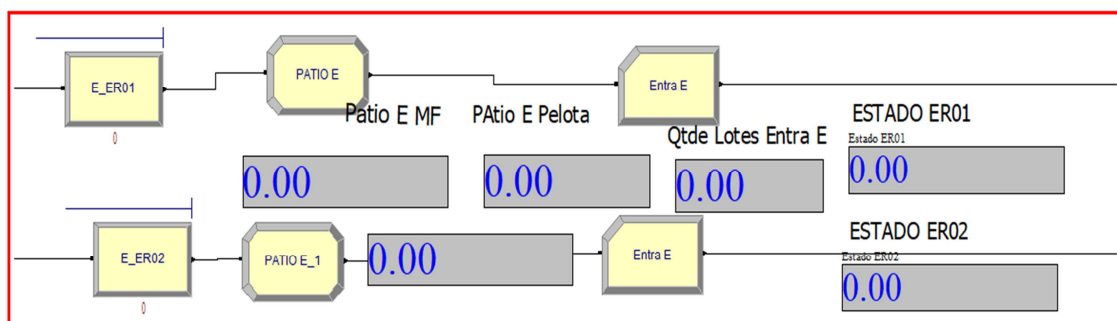 E_ER01
0
PATIO E
Entra E
Patio E MF
PAtio E Pelota
Qtde Lotes Entra E
ESTADO ER01
Estado ER01
0.00
0.00
0.00
0.00
E_ER02
0
PATIO E_1
0.00
Entra E
ESTADO ER02
Estado ER02
0.00